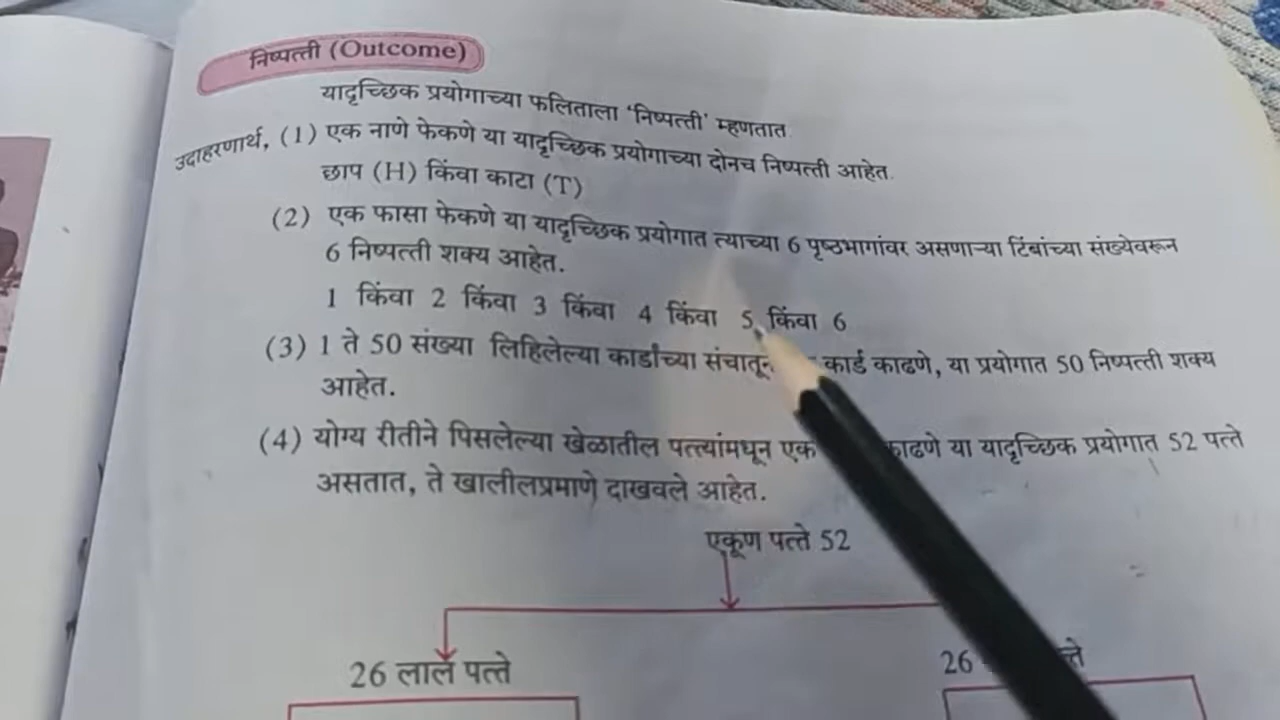 निष्पत्ती (Outcome)
यादृच्छिक प्रयोगाच्या फलिताला 'निष्पत्ती' म्हणतात.
उदाहरणार्थ, (1) एक नाणे फेकणे या यादृच्छिक प्रयोगाच्या दोनच निष्पत्ती आहेत.
छाप (H) किंवा काटा (T)
(2) एक फासा फेकणे या यादृच्छिक प्रयोगात त्याच्या 6 पृष्ठभागांवर असणाऱ्या टिंबांच्या संख्येवरून
6 निष्पत्ती शक्य आहेत.
1 किंवा 2 किंवा 3 किंवा 4 किंवा 5 किंवा 6
(3) 1 ते 50 संख्या लिहिलेल्या कार्डांच्या संचातून कार्ड काढणे, या प्रयोगात 50 निष्पत्ती शक्य
आहेत.
(4) योग्य रीतीने पिसलेल्या खेळातील पत्त्यांमधून एक काढणे या यादृच्छिक प्रयोगात 52 पत्ते
असतात, ते खालीलप्रमाणे दाखवले आहेत.
एकूण पत्ते 52
26 लाल पत्ते
26